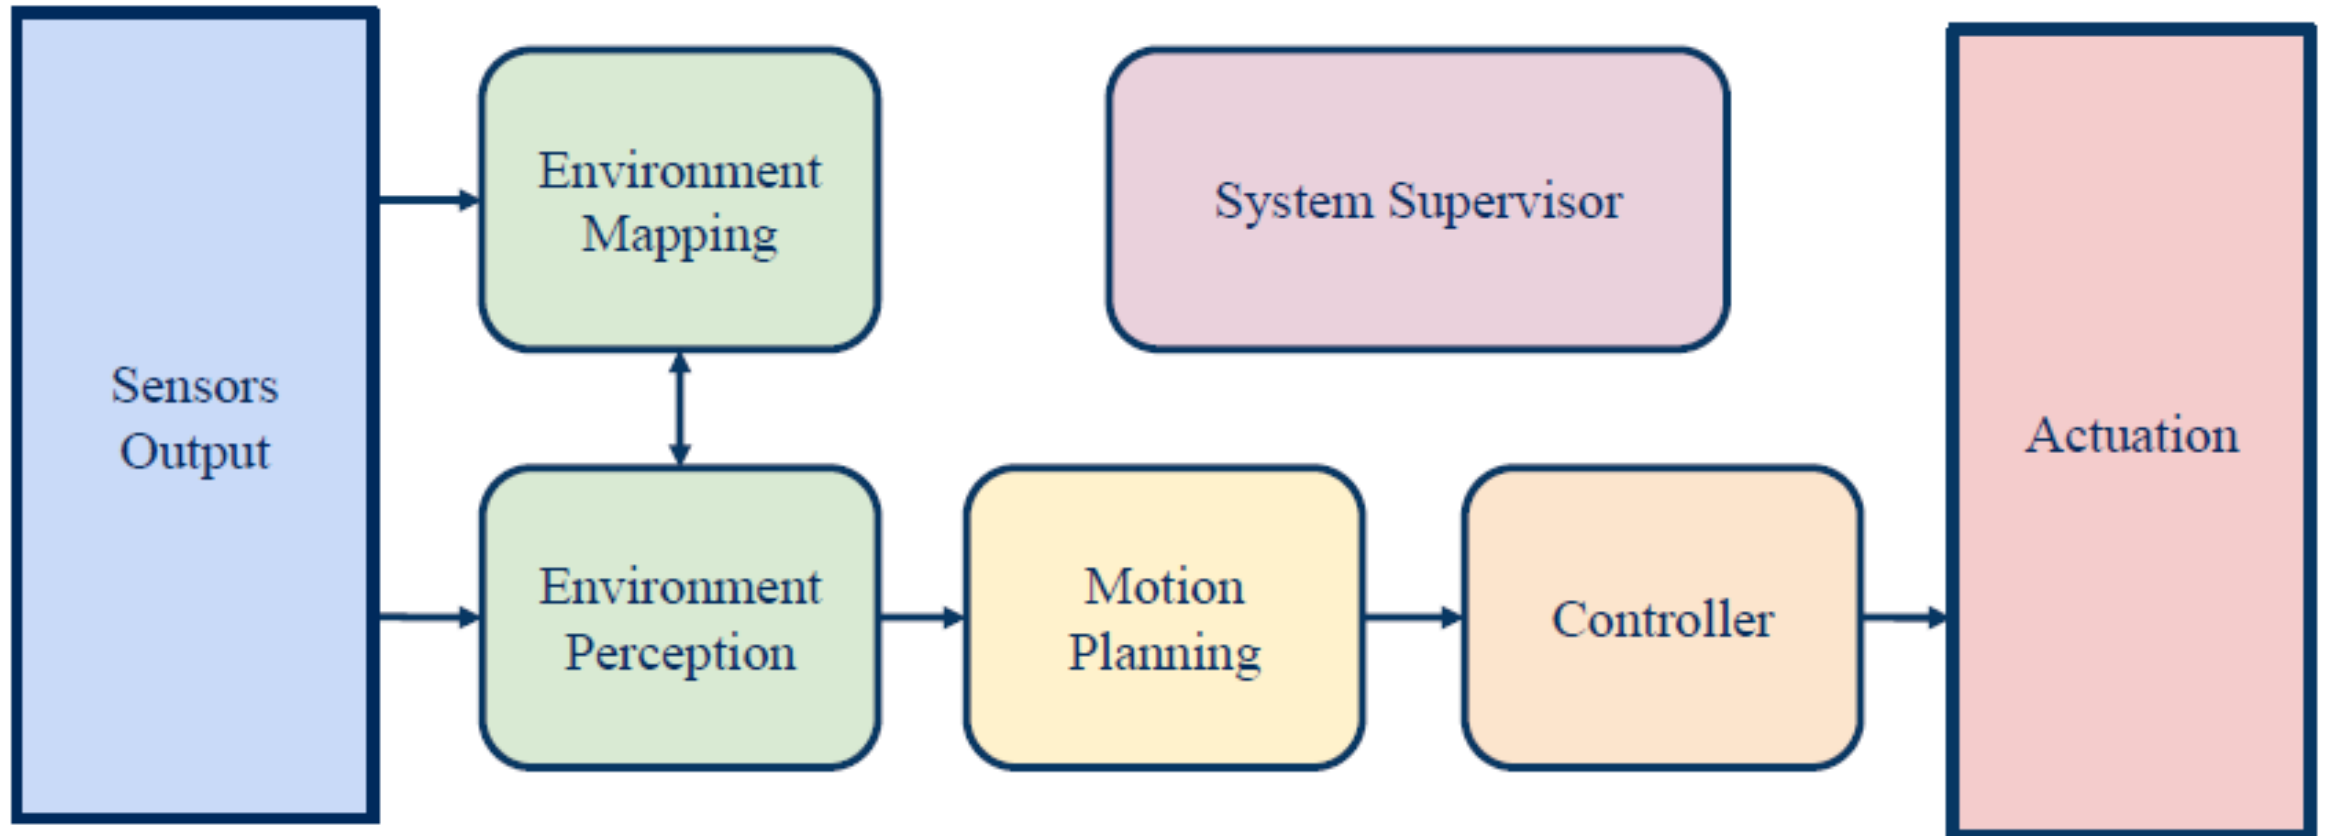 Sensors
Output
Environment
Mapping
System Supervisor
Environment
Perception
Motion
Planning
Controller
Actuation